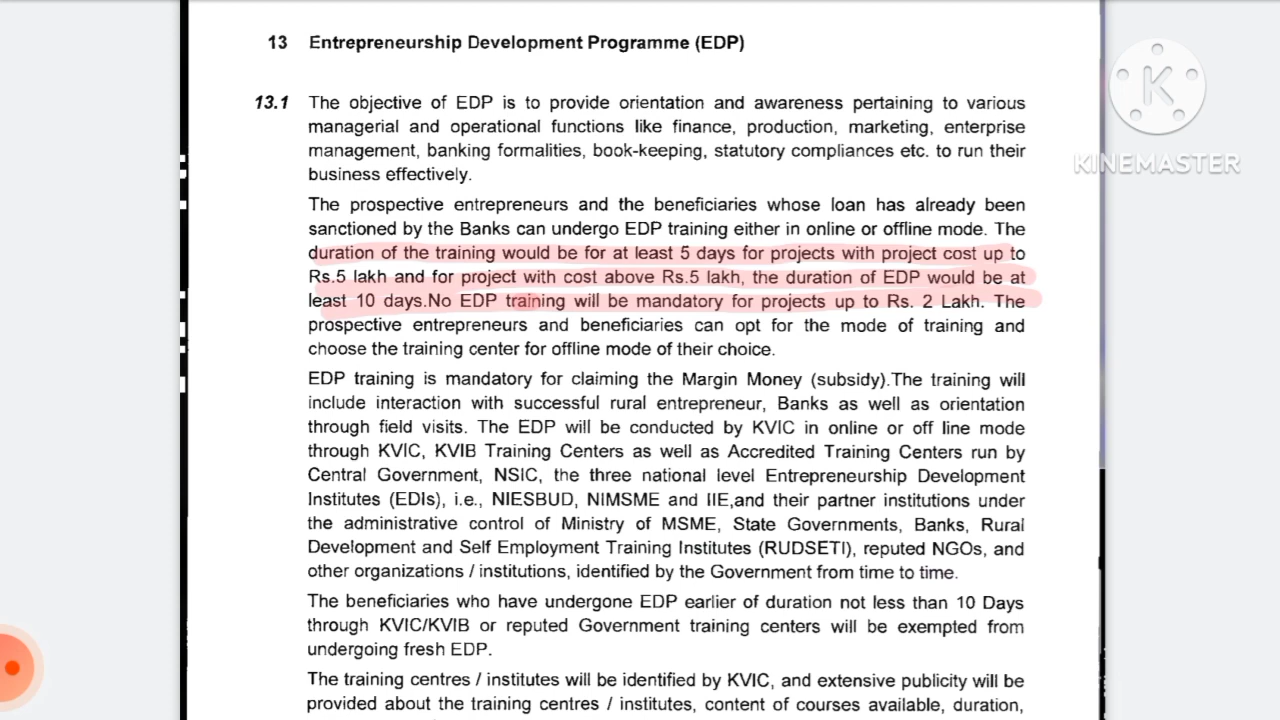 13 Entrepreneurship Development Programme (EDP)
13.1 The objective of EDP is to provide orientation and awareness pertaining to various
managerial and operational functions like finance, production, marketing, enterprise
management, banking formalities, book-keeping, statutory compliances etc. to run their
business effectively.
The prospective entrepreneurs and the beneficiaries whose loan has already been
sanctioned by the Banks can undergo EDP training either in online or offline mode. The
duration of the training would be for at least 5 days for projects with project cost up to
Rs.5 lakh and for project with cost above Rs.5 lakh, the duration of EDP would be at
least 10 days.No EDP training will be mandatory for projects up to Rs. 2 Lakh. The
prospective entrepreneurs and beneficiaries can opt for the mode of training and
choose the training center for offline mode of their choice.
EDP training is mandatory for claiming the Margin Money (subsidy).The training will
include interaction with successful rural entrepreneur, Banks as well as orientation
through field visits. The EDP will be conducted by KVIC in online or off line mode
through KVIC, KVIB Training Centers as well as Accredited Training Centers run by
Central Government, NSIC, the three national level Entrepreneurship Development
Institutes (EDIs), i.e., NIESBUD, NIMSME and IIE,and their partner institutions under
the administrative control of Ministry of MSME, State Governments, Banks, Rural
Development and Self Employment Training Institutes (RUDSETI), reputed NGOs, and
other organizations / institutions, identified by the Government from time to time.
The beneficiaries who have undergone EDP earlier of duration not less than 10 Days
through KVIC/KVIB or reputed Government training centers will be exempted from
undergoing fresh EDP.
The training centres / institutes will be identified by KVIC, and extensive publicity will be
provided about the training centres / institutes, content of courses available, duration,
K
KINEMASTER